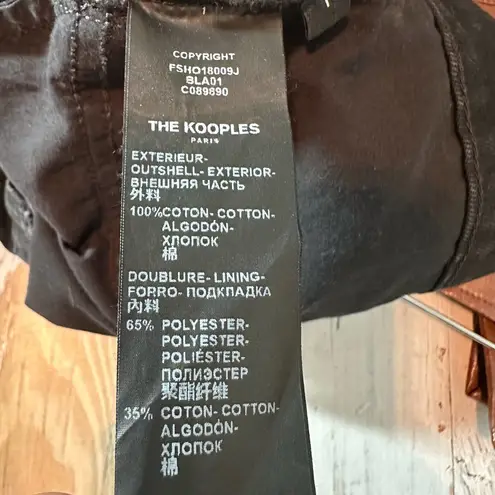 COPYRIGHT
FSHO18009J
BLA01
C089890
THE KOOPLES
PARIS
EXTERIEUR-
OUTSHELL- EXTERIOR-
ВНЕШНЯЯ ЧАСТЬ
外料
100%COTON- COTTON-
ALGODÓN-
ХЛОПОК
棉
DOUBLURE- LINING-
FORRO- ПОДКПАДКА
內料
65% POLYESTER-
POLYESTER-
POLIÉSTER-
ПОЛИЭСТЕР
聚酯纤维
35% COTON- COTTON-
ALGODÓN-
ХЛОПОК
棉